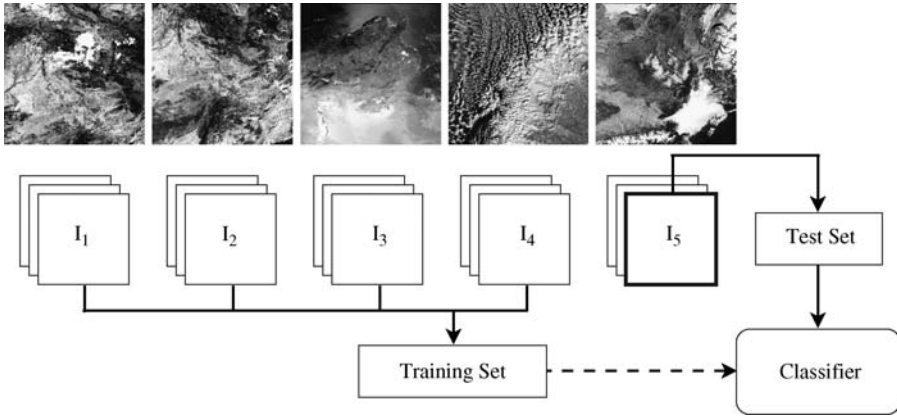 I1
I2
I3
I4
I5
Test Set
Training Set
Classifier